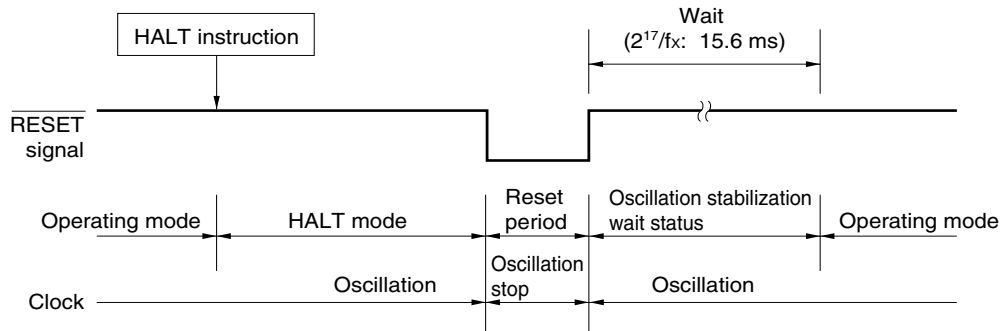 Wait
(2¹⁷/fx: 15.6 ms)
HALT instruction
RESET
signal
Operating mode
HALT mode
Reset
period
Oscillation stabilization
wait status
Operating mode
Clock
Oscillation
Oscillation
stop
Oscillation